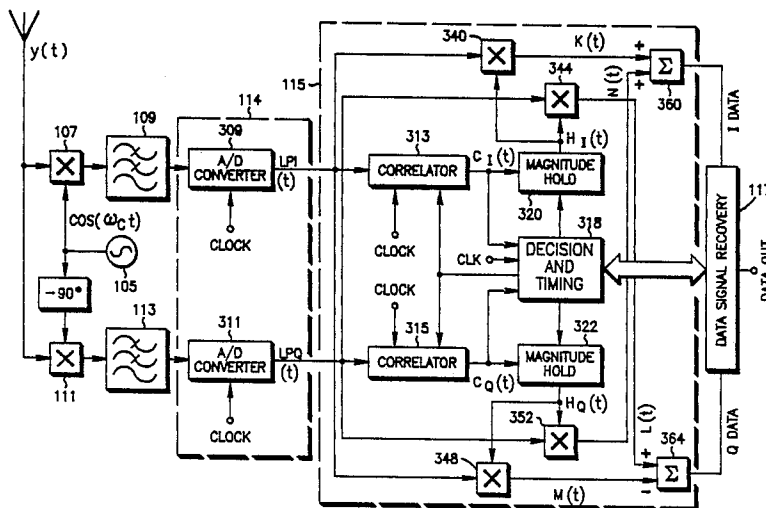 y(t)
107
109
114
309
A/D
CONVERTER
LPI
(t)
CLOCK
COS(ωCt)
105
-90°
111
113
311
A/D
CONVERTER
LPQ
(t)
CLOCK
115
340
K(t)
344
N(t)
+
+
Σ
360
313
CORRELATOR
CI(t)
HI(t)
MAGNITUDE
HOLD
320
318
CLOCK
CLK
DECISION
AND
TIMING
CLOCK
315
CORRELATOR
CQ(t)
322
MAGNITUDE
HOLD
HQ(t)
352
348
M(t)
L(t)
+
-
Σ
364
I DATA
Q DATA
DATA SIGNAL RECOVERY
DATA OUT